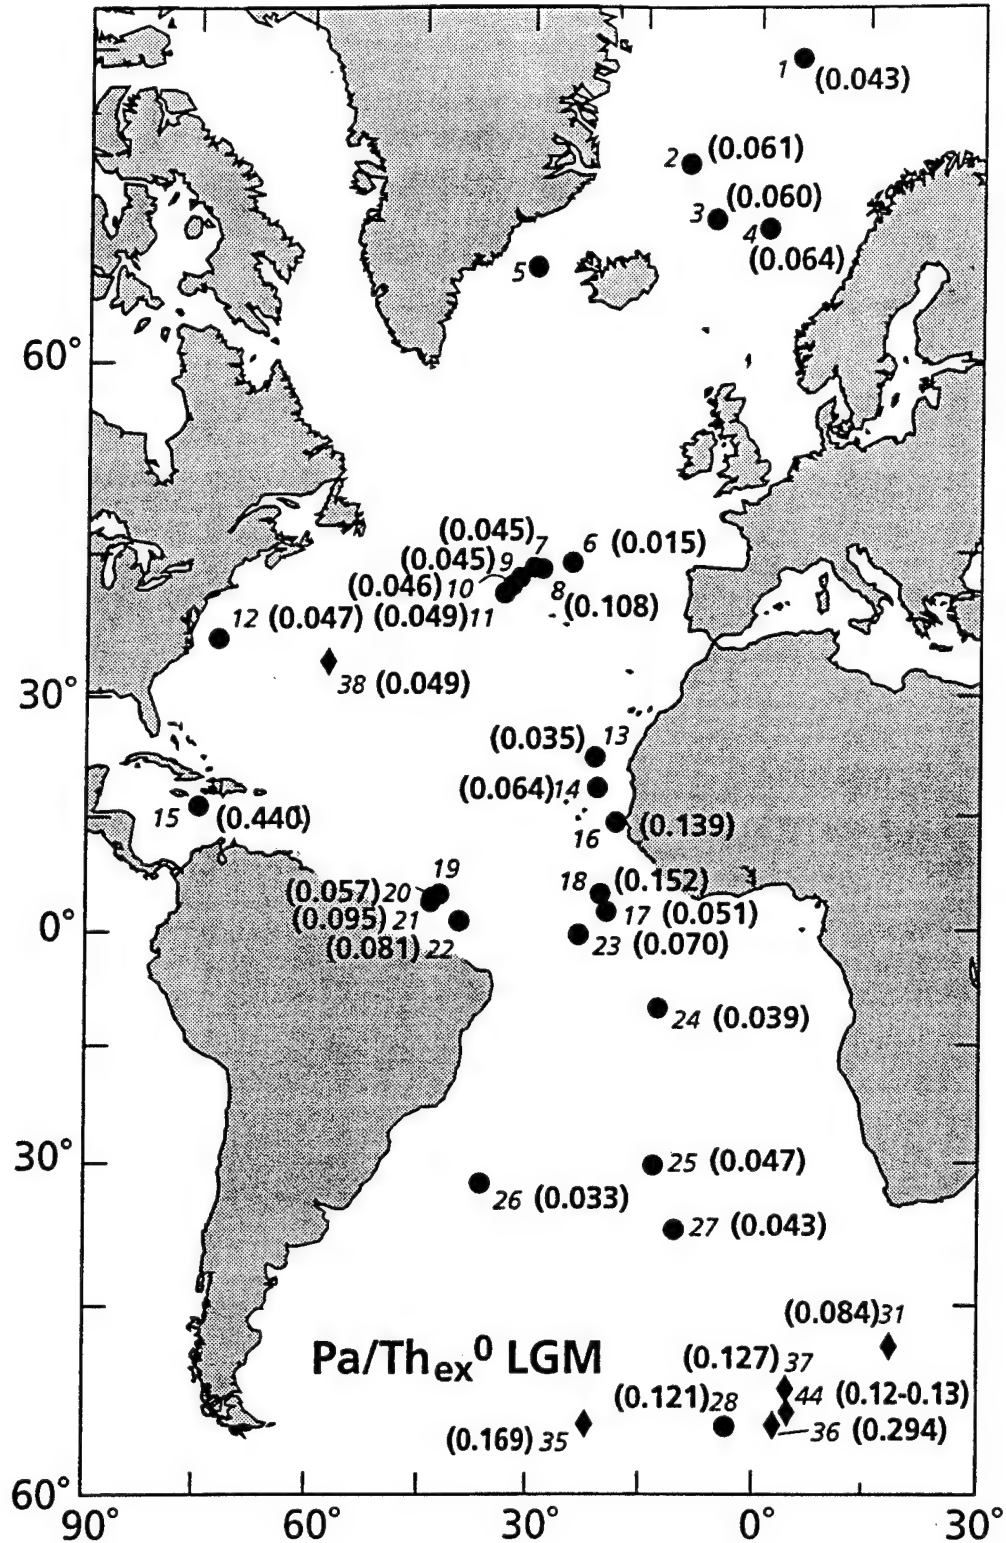 1
(0.043)
2 (0.061)
3 (0.060)
4
(0.064)
5
60°
(0.045) 7 6 (0.015)
(0.045) 9
(0.046) 10 8
12 (0.047) (0.049) 11 (0.108)
38 (0.049)
30°
(0.035) 13
(0.064) 14
15 (0.440) 16 (0.139)
19
(0.057) 20 18 (0.152)
(0.095) 21 17 (0.051)
0°
(0.081) 22 23 (0.070)
24 (0.039)
30°
25 (0.047)
26 (0.033)
27 (0.043)
(0.084) 31
Pa/Thex⁰ LGM
(0.127) 37
(0.121) 28 44 (0.12-0.13)
(0.169) 35 36 (0.294)
60°
90° 60° 30° 0° 30°